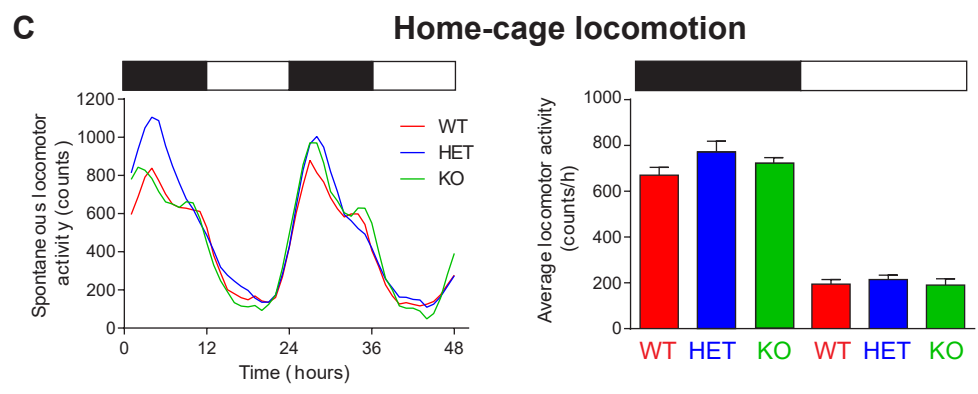 C
Home-cage locomotion
Spontaneous locomotor
activity (counts)
1200
1000
800
600
400
200
0
0 12 24 36 48
Time (hours)
WT
HET
KO
Average locomotor activity
(counts/h)
1000
800
600
400
200
0
WT HET KO WT HET KO